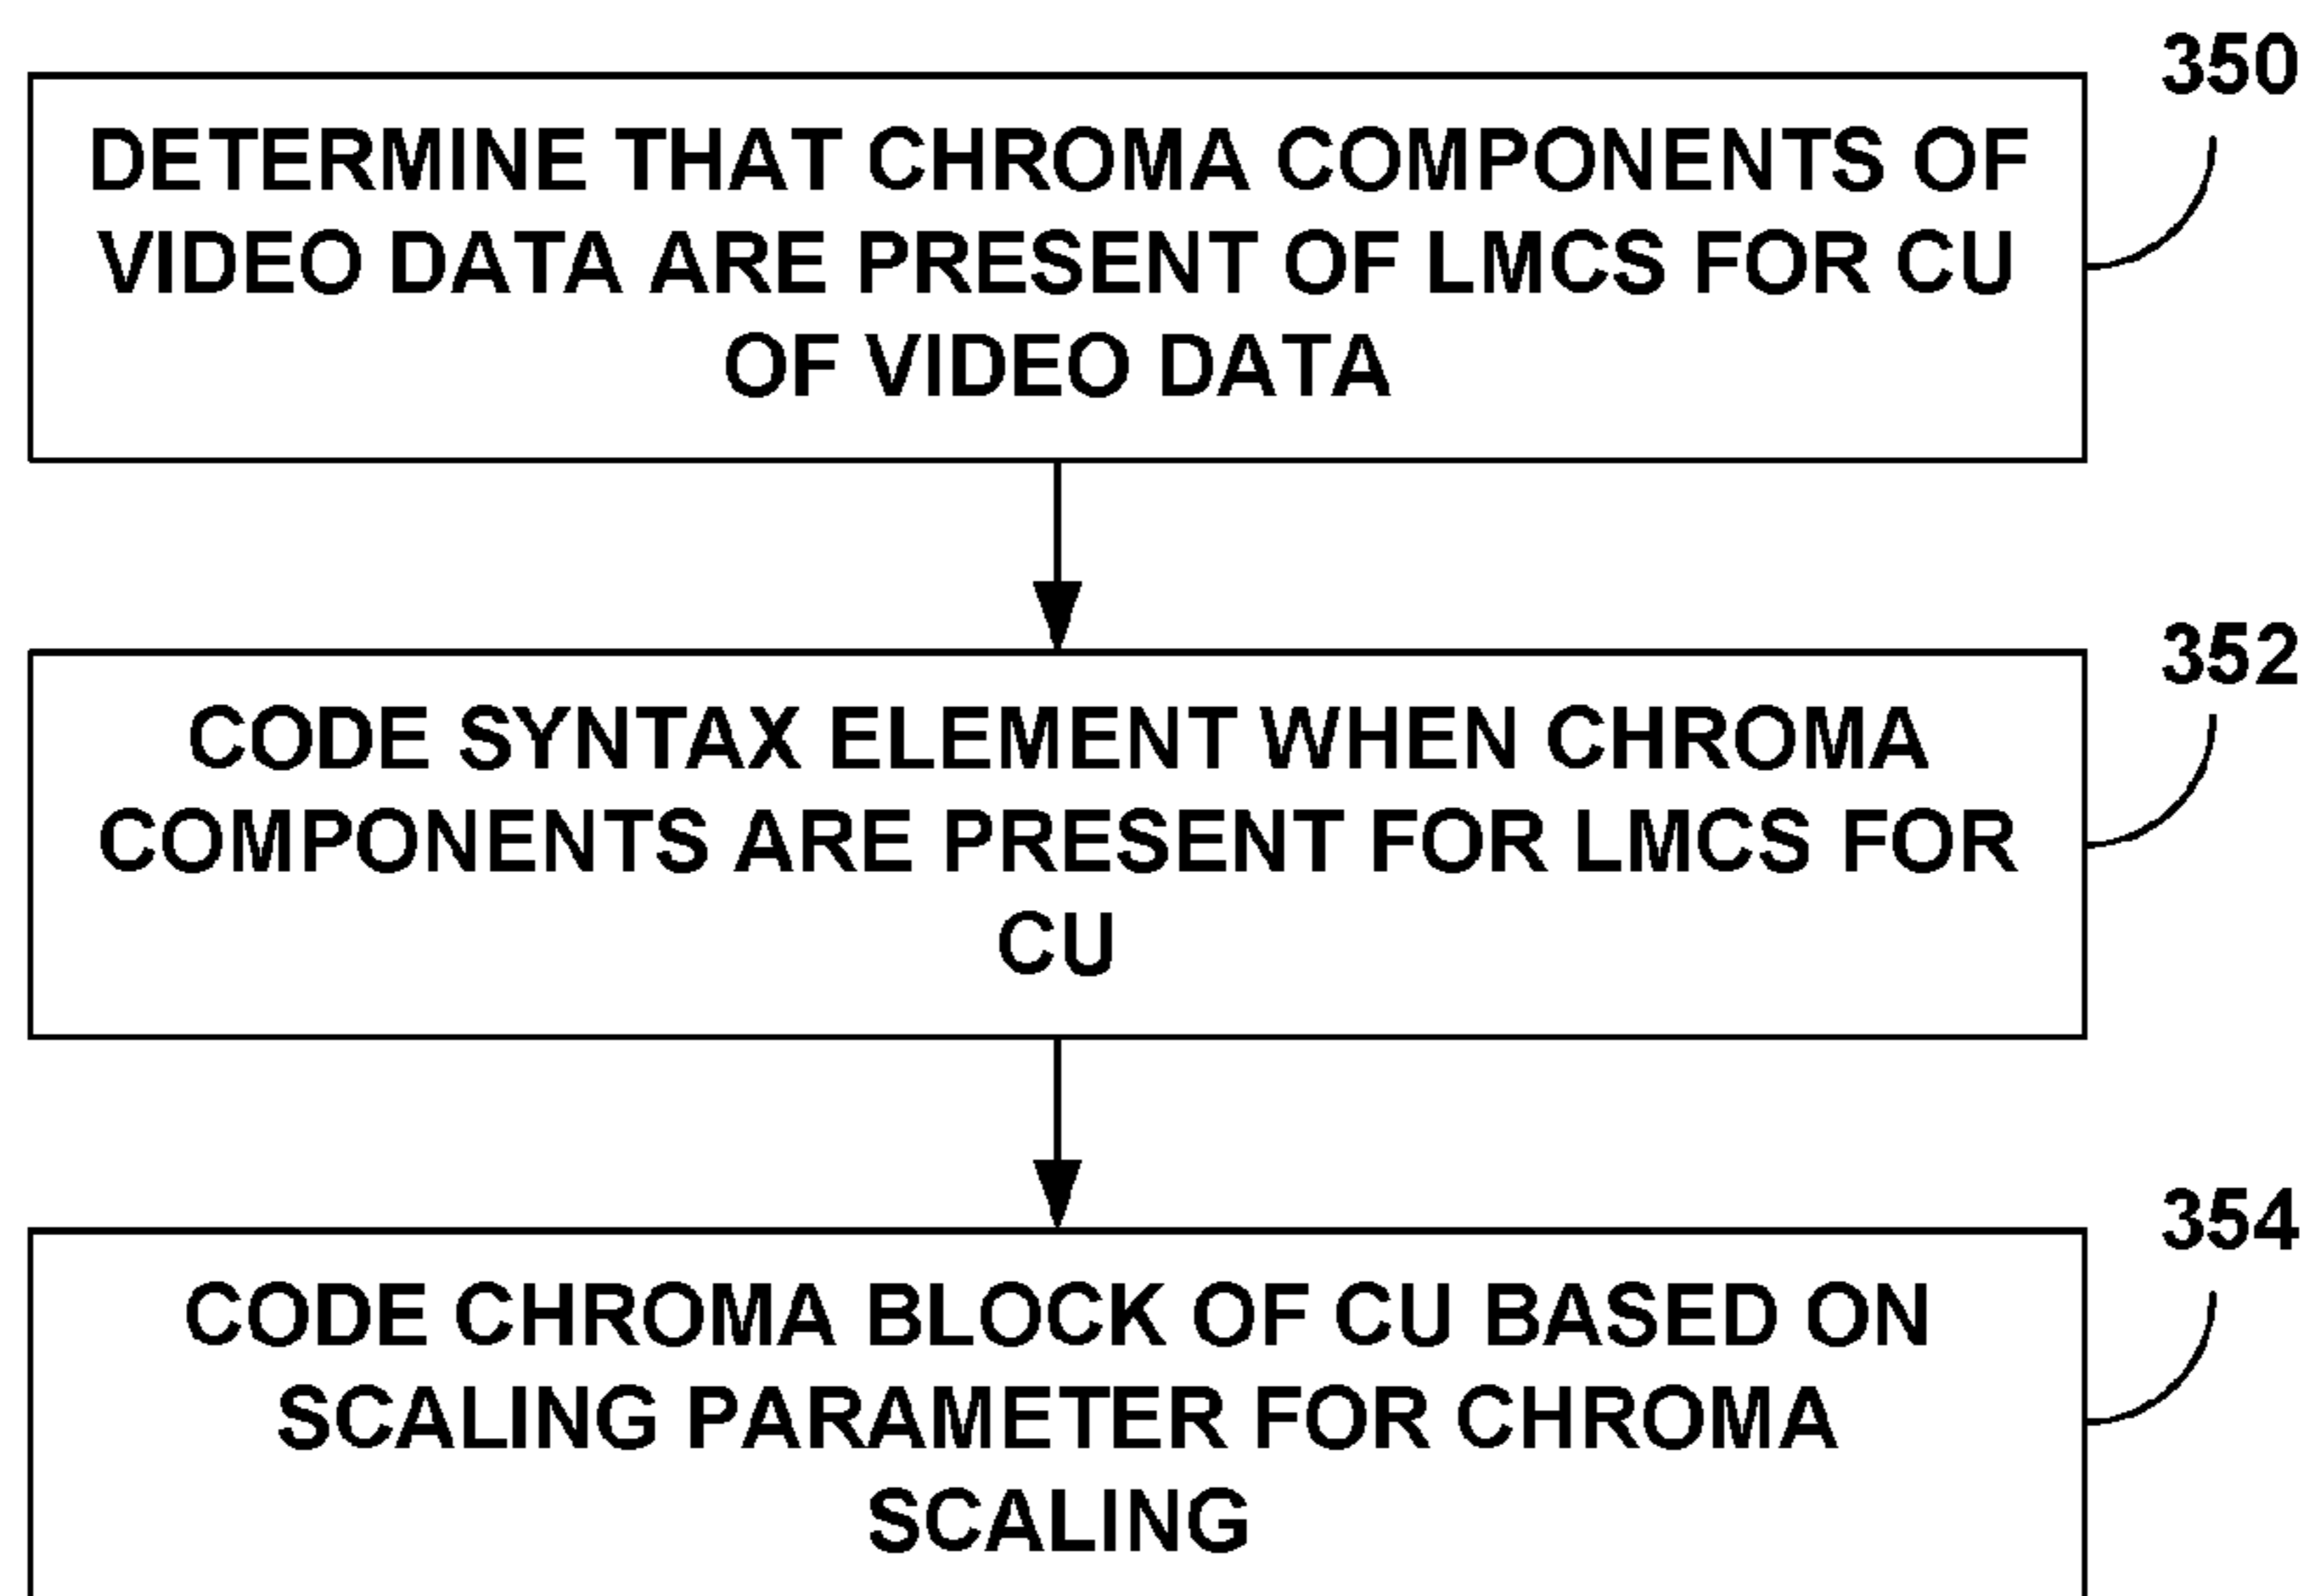 350
DETERMINE THAT CHROMA COMPONENTS OF
VIDEO DATA ARE PRESENT OF LMCS FOR CU
OF VIDEO DATA
352
CODE SYNTAX ELEMENT WHEN CHROMA
COMPONENTS ARE PRESENT FOR LMCS FOR
CU
354
CODE CHROMA BLOCK OF CU BASED ON
SCALING PARAMETER FOR CHROMA
SCALING